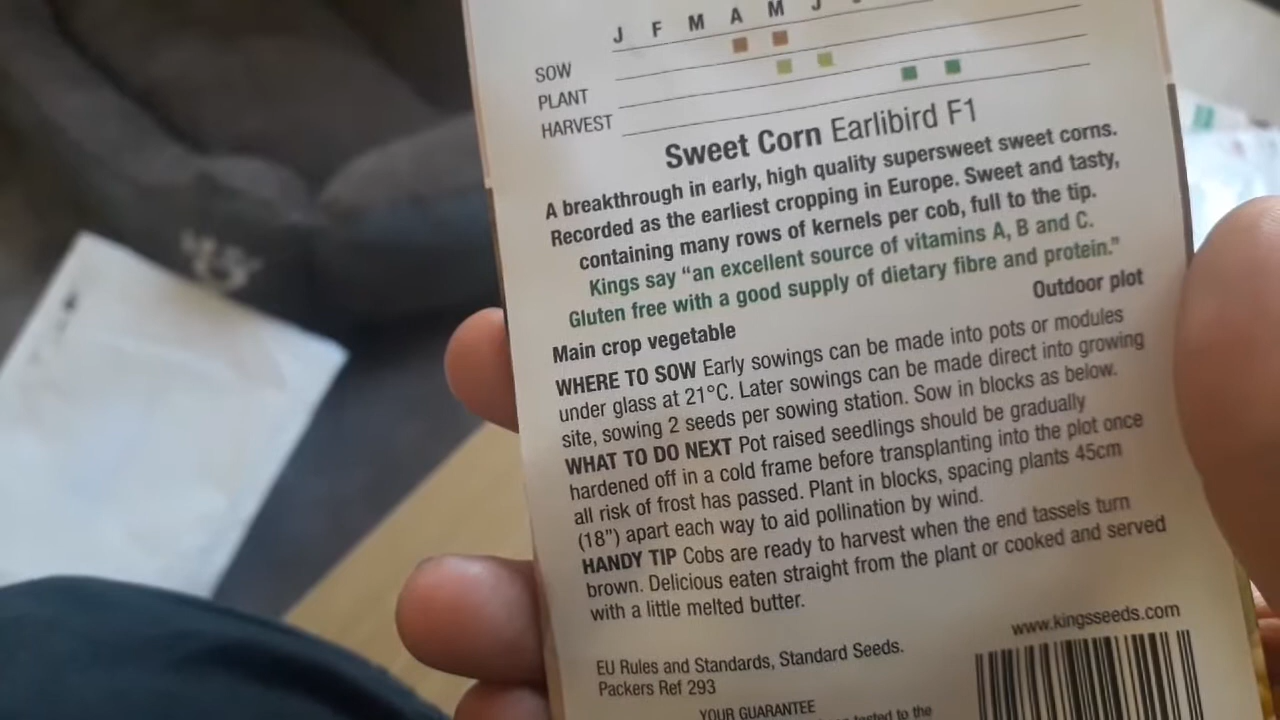 J F M A M J
SOW
PLANT
HARVEST
Sweet Corn Earlibird F1
A breakthrough in early, high quality supersweet sweet corns.
Recorded as the earliest cropping in Europe. Sweet and tasty,
containing many rows of kernels per cob, full to the tip.
Kings say “an excellent source of vitamins A, B and C.
Gluten free with a good supply of dietary fibre and protein.”
Main crop vegetable Outdoor plot
WHERE TO SOW Early sowings can be made into pots or modules
under glass at 21°C. Later sowings can be made direct into growing
site, sowing 2 seeds per sowing station. Sow in blocks as below.
WHAT TO DO NEXT Pot raised seedlings should be gradually
hardened off in a cold frame before transplanting into the plot once
all risk of frost has passed. Plant in blocks, spacing plants 45cm
(18”) apart each way to aid pollination by wind.
HANDY TIP Cobs are ready to harvest when the end tassels turn
brown. Delicious eaten straight from the plant or cooked and served
with a little melted butter.
www.kingsseeds.com
EU Rules and Standards, Standard Seeds.
Packers Ref 293
YOUR GUARANTEE
tested to the